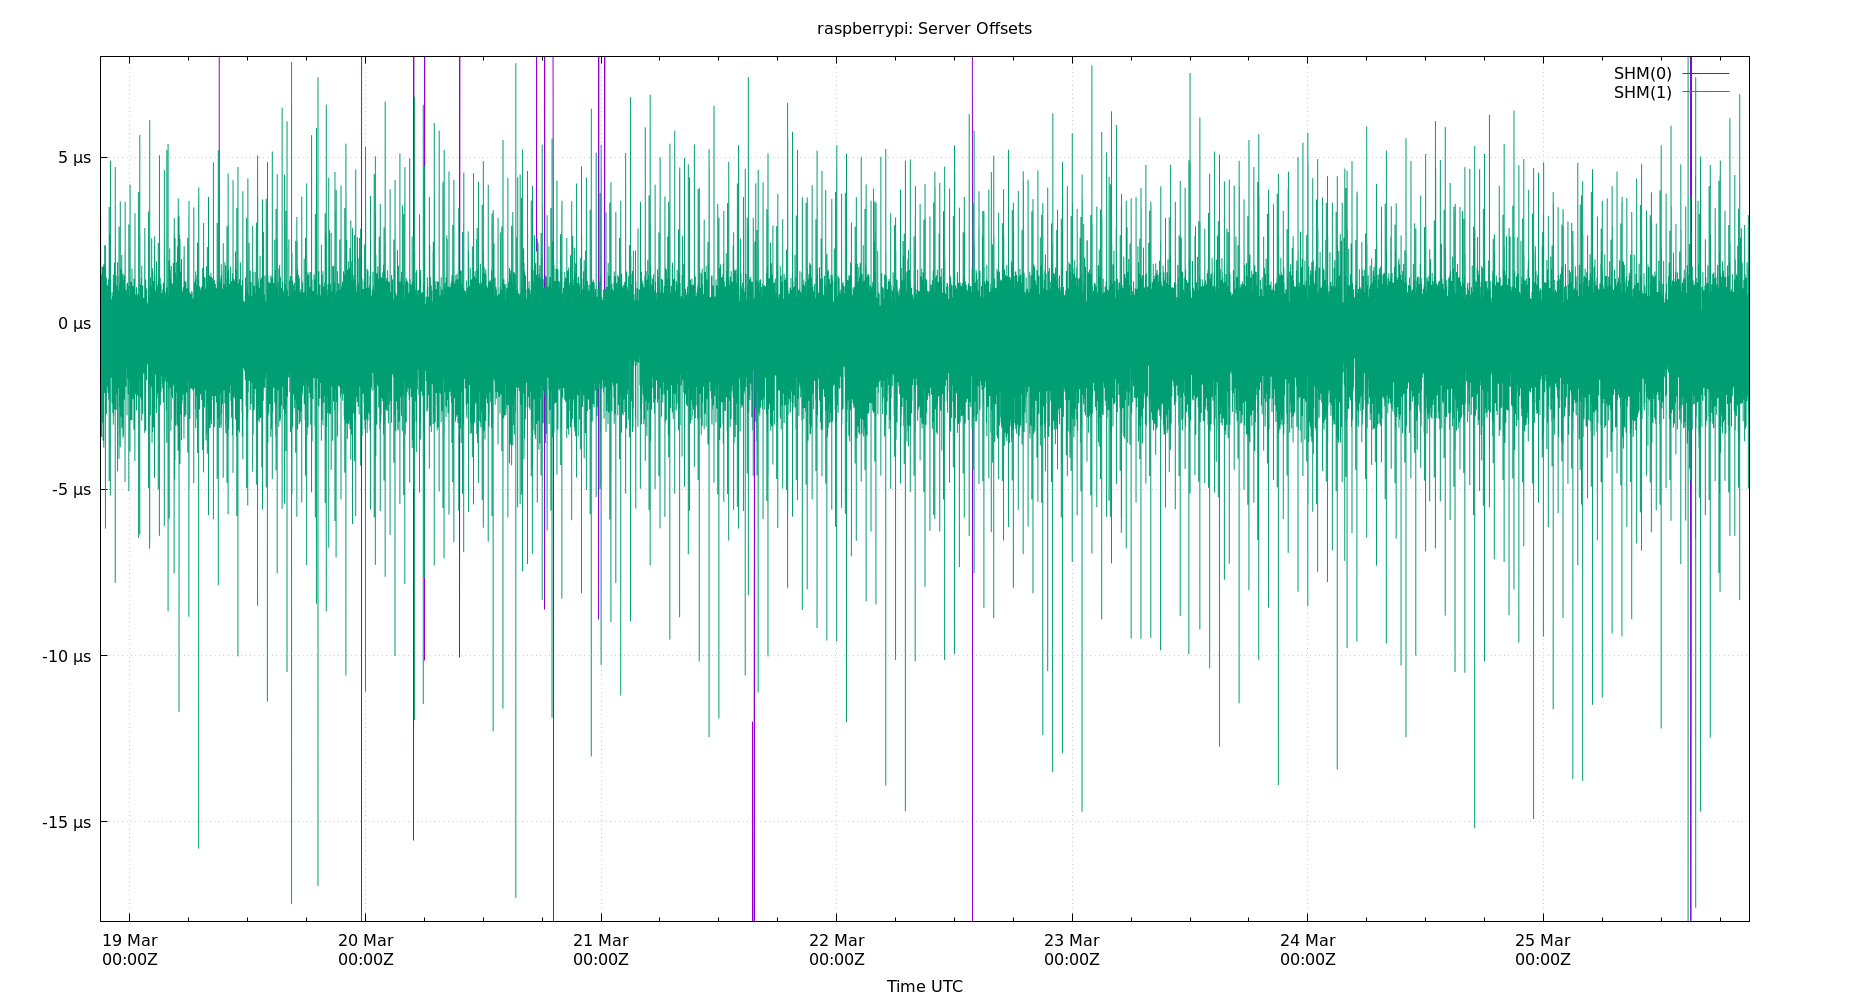 raspberrypi: Server Offsets
SHM(0)
SHM(1)
5 µs
0 µs
-5 µs
-10 µs
-15 µs
19 Mar 20 Mar 21 Mar 22 Mar 23 Mar 24 Mar 25 Mar
00:00Z 00:00Z 00:00Z 00:00Z 00:00Z 00:00Z 00:00Z
Time UTC